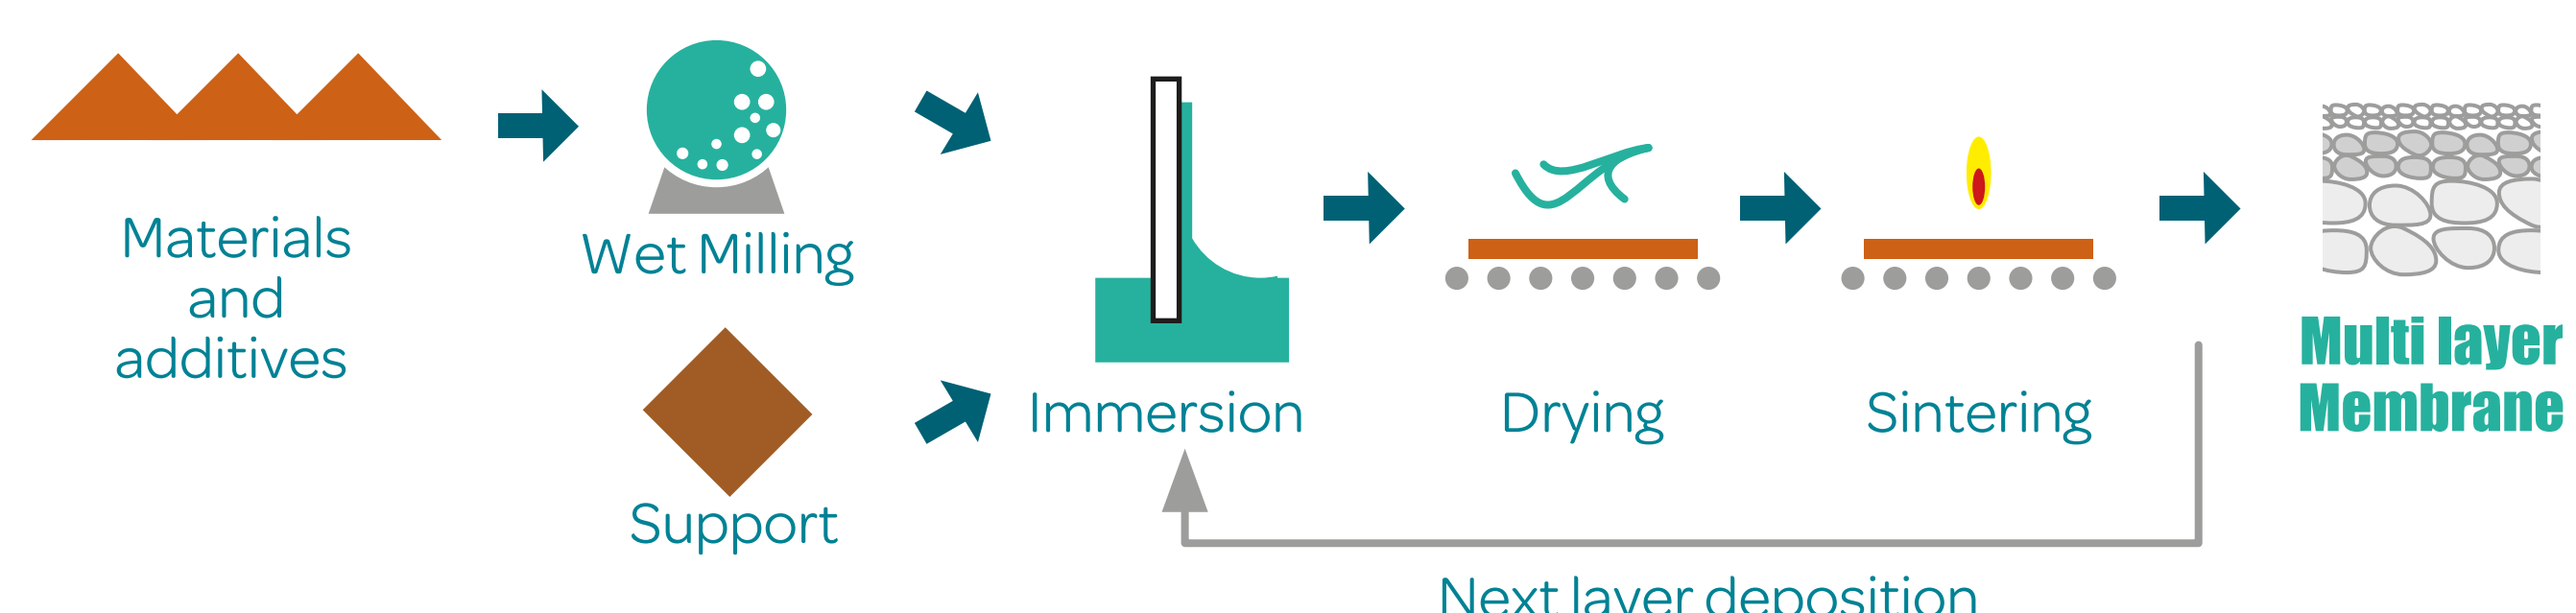 Materials
and
additives
Wet Milling
Support
Immersion
Drying
Sintering
Multi layer
Membrane
Next layer deposition